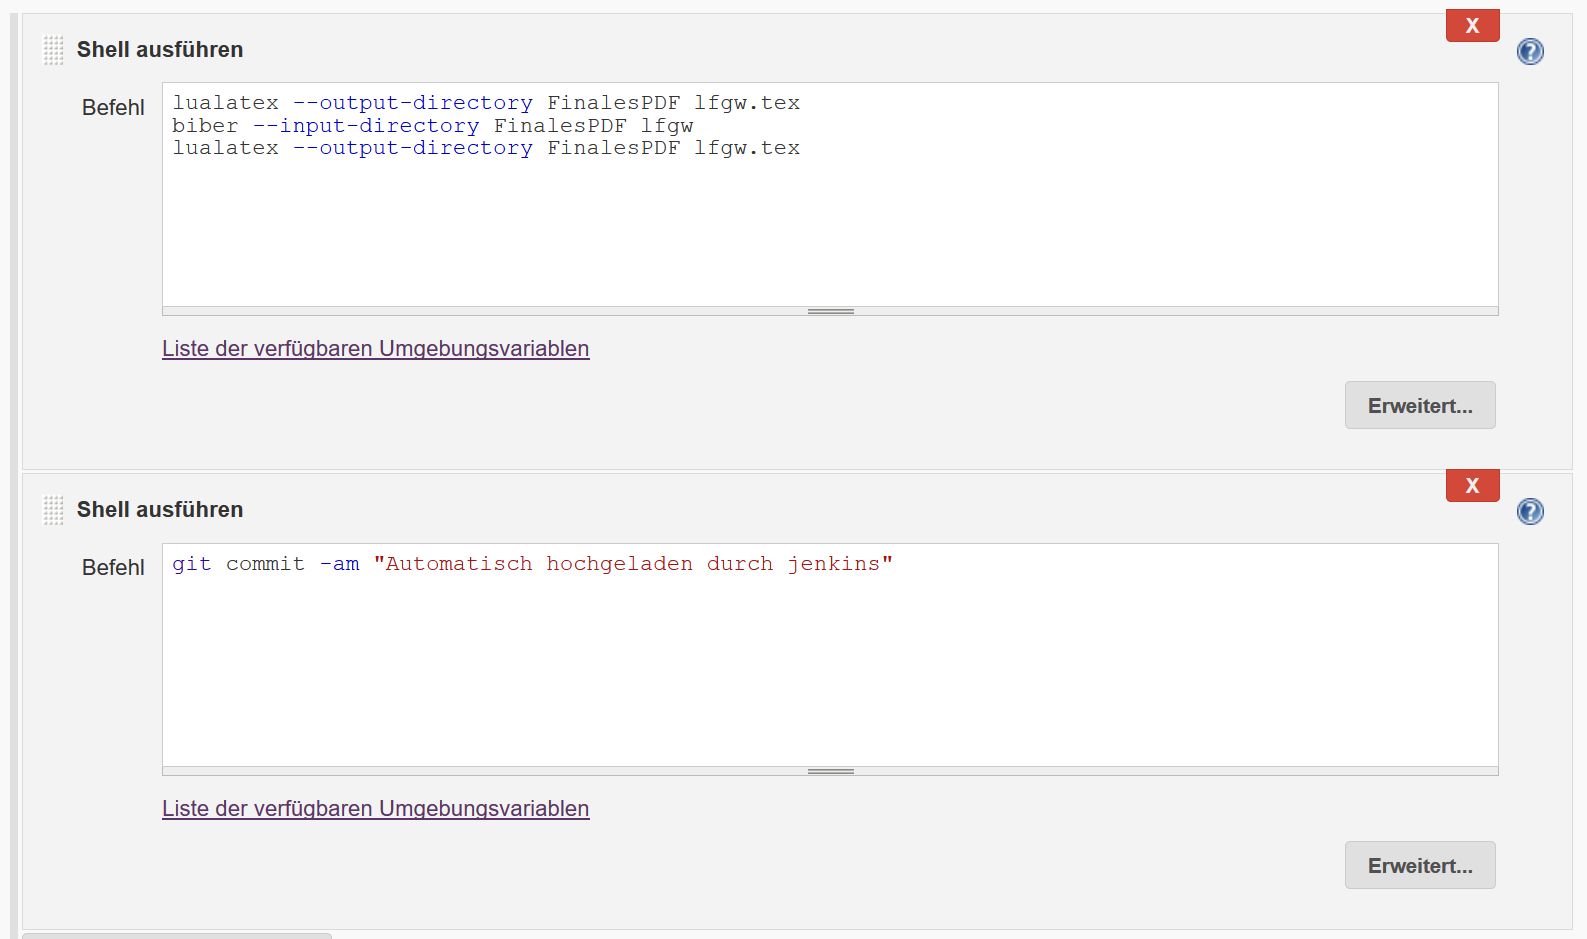 X
Shell ausführen
?
Befehl
lualatex --output-directory FinalesPDF lfgw.tex
biber --input-directory FinalesPDF lfgw
lualatex --output-directory FinalesPDF lfgw.tex
Liste der verfügbaren Umgebungsvariablen
Erweitert...
X
Shell ausführen
?
Befehl
git commit -am "Automatisch hochgeladen durch jenkins"
Liste der verfügbaren Umgebungsvariablen
Erweitert...